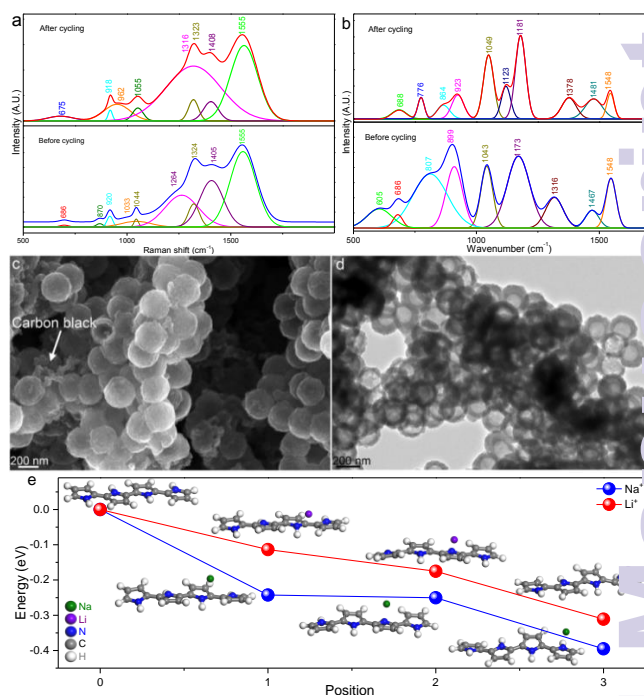 a
After cycling
675
918
962
1055
1316
1323
1408
1555
Before cycling
686
870
920
1033
1044
1264
1324
1405
1555
Intensity (A.U.)
500
1000
1500
Raman shift (cm⁻¹)
b
After cycling
688
776
884
923
1049
1123
1181
1378
1481
1548
Before cycling
605
686
897
899
1043
1173
1316
1467
1548
Intensity (A.U.)
500
1000
1500
Wavenumber (cm⁻¹)
c
Carbon black
200 nm
d
200 nm
e
Na⁺
Li⁺
Na
Li
N
C
H
0.0
-0.1
-0.2
-0.3
-0.4
Energy (eV)
0
1
2
3
Position